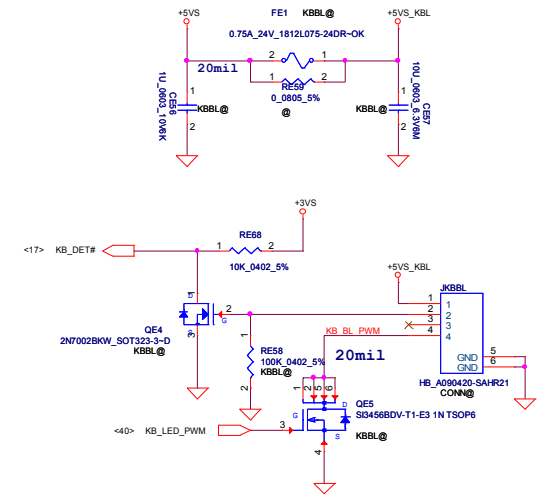 +5VS
FE1 KBBL@
+5VS_KBL
0.75A_24V_1812L075-24DR~OK
2 1
20mil
1 2
RE59
0_0805_5%
@
1U_0603_10V6K
CE56
1
KBBL@
2
1
KBBL@
2
CE57
10U_0603_6.3V6M
+3VS
<17> KB_DET#
RE68
1 2
10K_0402_5%
+5VS_KBL
JKBBL
1 1
2 2
3 3
4 4
KB_BL_PWM
GND 5
GND 6
HB_A090420-SAHR21
CONN@
1
D
2
G
S
3
QE4
2N7002BKW_SOT323-3~D
KBBL@
1
RE58
100K_0402_5%
KBBL@
2
20mil
1 2 5 6
QE5
SI3456BDV-T1-E3 1N TSOP6
D
G
S
3
KBBL@
4
<40> KB_LED_PWM